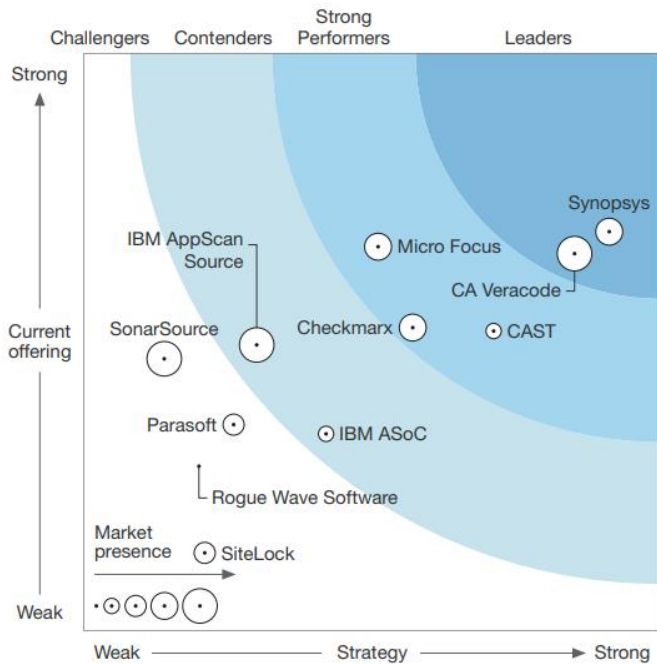 Strong
Challengers Contenders Performers Leaders
Strong
Synopsys
IBM AppScan
Source
Micro Focus
CA Veracode
Current
offering
SonarSource
Checkmarx
CAST
Parasoft
IBM ASoC
Rogue Wave Software
Market
presence
SiteLock
Weak
Weak Strategy Strong